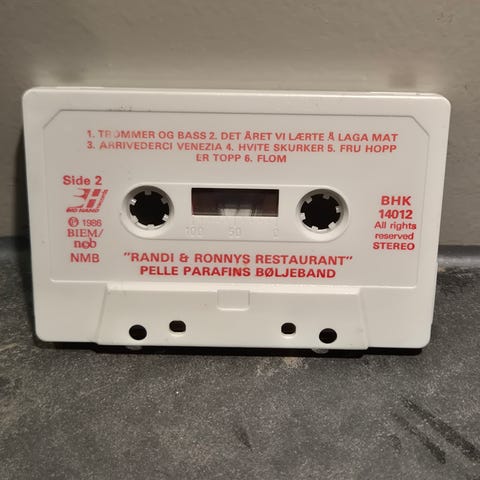 1. TROMMER OG BASS 2. DET ÅRET VI LÆRTE Å LAGA MAT
3. ARRIVEDERCI VENEZIA 4. HVITE SKURKER 5. FRU HOPP
ER TOPP 6. FLOM
Side 2
BIG HAND
℗ 1986
BIEM/
ncb
NMB
100 50 0
BHK
14012
All rights
reserved
STEREO
"RANDI & RONNYS RESTAURANT"
PELLE PARAFINS BØLJEBAND